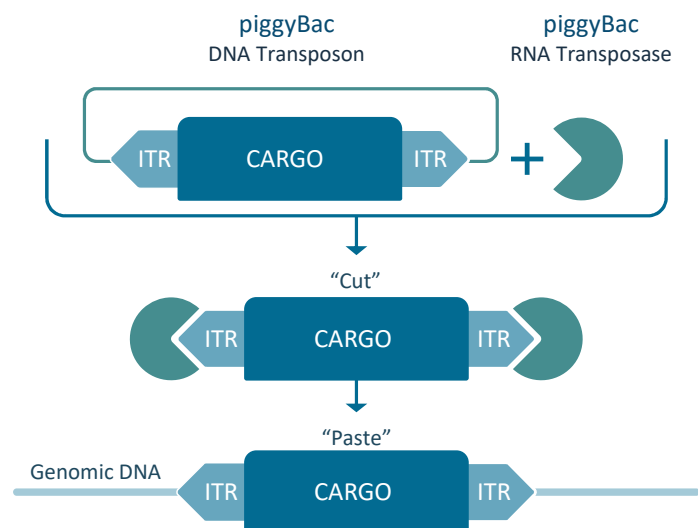 piggyBac
DNA Transposon
piggyBac
RNA Transposase
ITR
CARGO
ITR
+
“Cut”
ITR
CARGO
ITR
“Paste”
Genomic DNA
ITR
CARGO
ITR